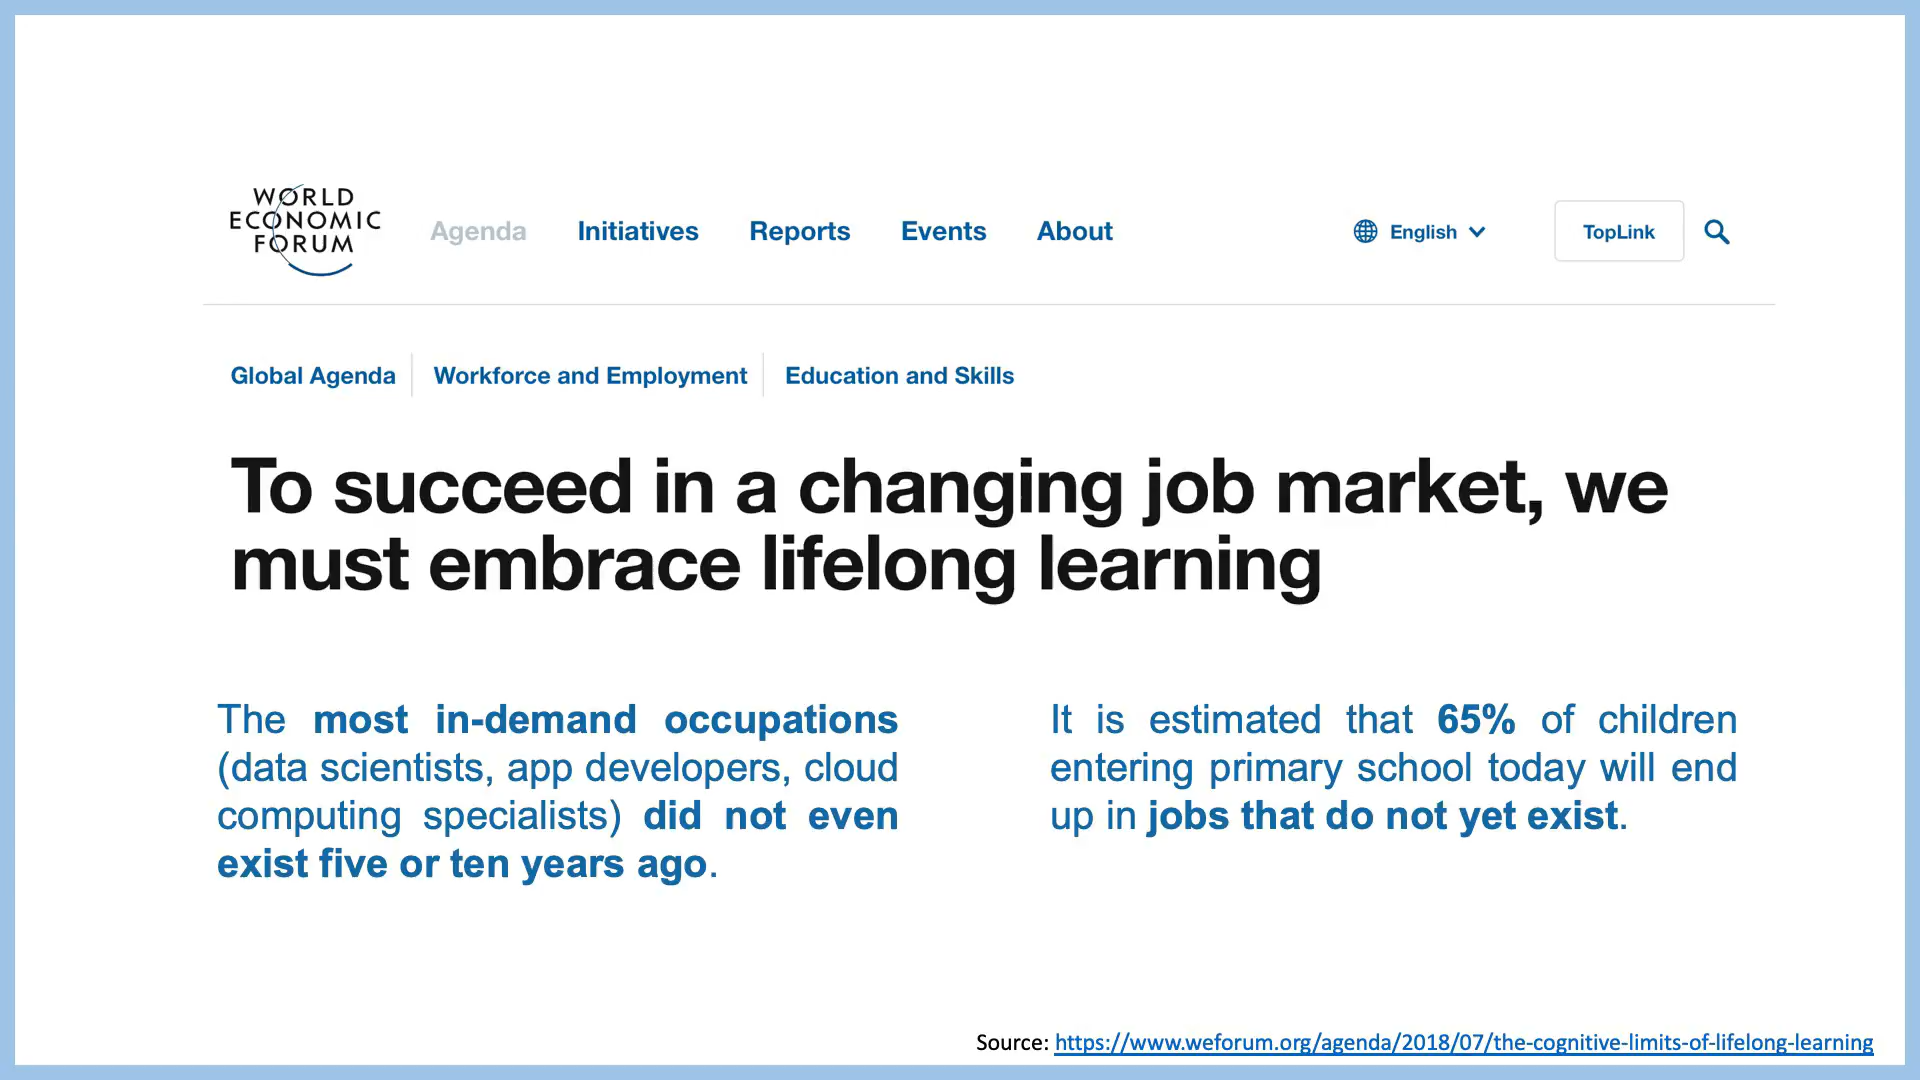 WORLD
ECONOMIC
FORUM
Agenda Initiatives Reports Events About English TopLink
Global Agenda Workforce and Employment Education and Skills
To succeed in a changing job market, we
must embrace lifelong learning
The most in-demand occupations
(data scientists, app developers, cloud
computing specialists) did not even
exist five or ten years ago.
It is estimated that 65% of children
entering primary school today will end
up in jobs that do not yet exist.
Source: https://www.weforum.org/agenda/2018/07/the-cognitive-limits-of-lifelong-learning